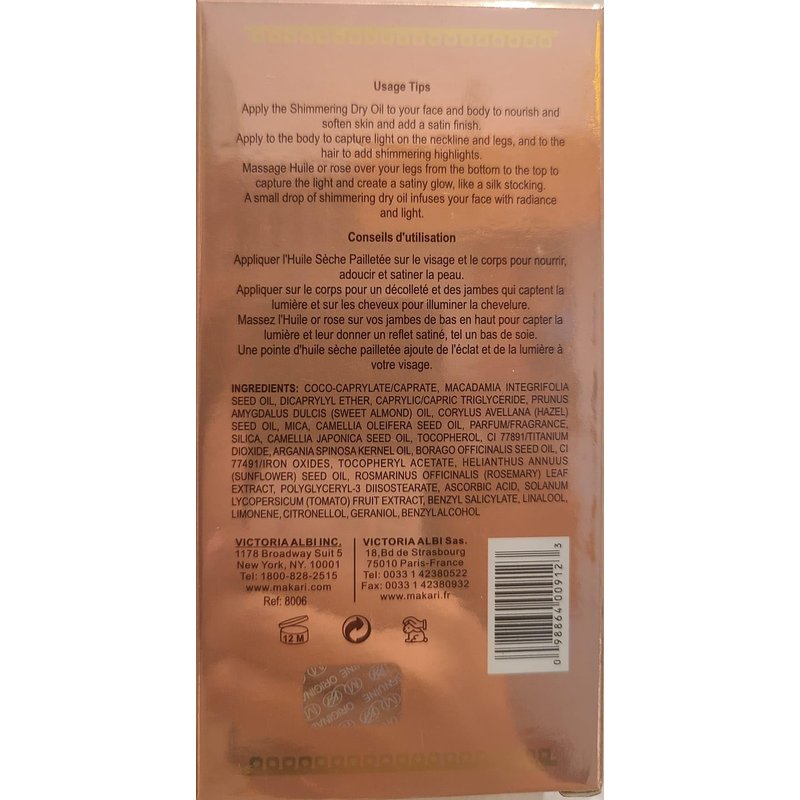 Usage Tips
Apply the Shimmering Dry Oil to your face and body to nourish and
soften skin and add a satin finish.
Apply to the body to capture light on the neckline and legs, and to the
hair to add shimmering highlights.
Massage Huile or rose over your legs from the bottom to the top to
capture the light and create a satiny glow, like a silk stocking.
A small drop of shimmering dry oil infuses your face with radiance
and light.
Conseils d'utilisation
Appliquer l'Huile Sèche Pailletée sur le visage et le corps pour nourrir,
adoucir et satiner la peau.
Appliquer sur le corps pour un décolleté et des jambes qui captent la
lumière et sur les cheveux pour illuminer la chevelure.
Massez l'Huile or rose sur vos jambes de bas en haut pour capter la
lumière et leur donner un reflet satiné, tel un bas de soie.
Une pointe d'huile sèche pailletée ajoute de l'éclat et de la lumière à
votre visage.
INGREDIENTS: COCO-CAPRYLATE/CAPRATE, MACADAMIA INTEGRIFOLIA
SEED OIL, DICAPRYLYL ETHER, CAPRYLIC/CAPRIC TRIGLYCERIDE, PRUNUS
AMYGDALUS DULCIS (SWEET ALMOND) OIL, CORYLUS AVELLANA (HAZEL)
SEED OIL, MICA, CAMELLIA OLEIFERA SEED OIL, PARFUM/FRAGRANCE,
SILICA, CAMELLIA JAPONICA SEED OIL, TOCOPHEROL, CI 77891/TITANIUM
DIOXIDE, ARGANIA SPINOSA KERNEL OIL, BORAGO OFFICINALIS SEED OIL, CI
77491/IRON OXIDES, TOCOPHERYL ACETATE, HELIANTHUS ANNUUS
(SUNFLOWER) SEED OIL, ROSMARINUS OFFICINALIS (ROSEMARY) LEAF
EXTRACT, POLYGLYCERYL-3 DIISOSTEARATE, ASCORBIC ACID, SOLANUM
LYCOPERSICUM (TOMATO) FRUIT EXTRACT, BENZYL SALICYLATE, LINALOOL,
LIMONENE, CITRONELLOL, GERANIOL, BENZYLALCOHOL
VICTORIA ALBI INC.
1178 Broadway Suit 5
New York, NY. 10001
Tel: 1800-828-2515
www.makari.com
Ref: 8006
VICTORIA ALBI Sas.
18,Bd de Strasbourg
75010 Paris-France
Tel: 0033 1 42380522
Fax: 0033 1 42380932
www.makari.fr
12 M
0 98864 00912 3
GENUINE ORIGINAL